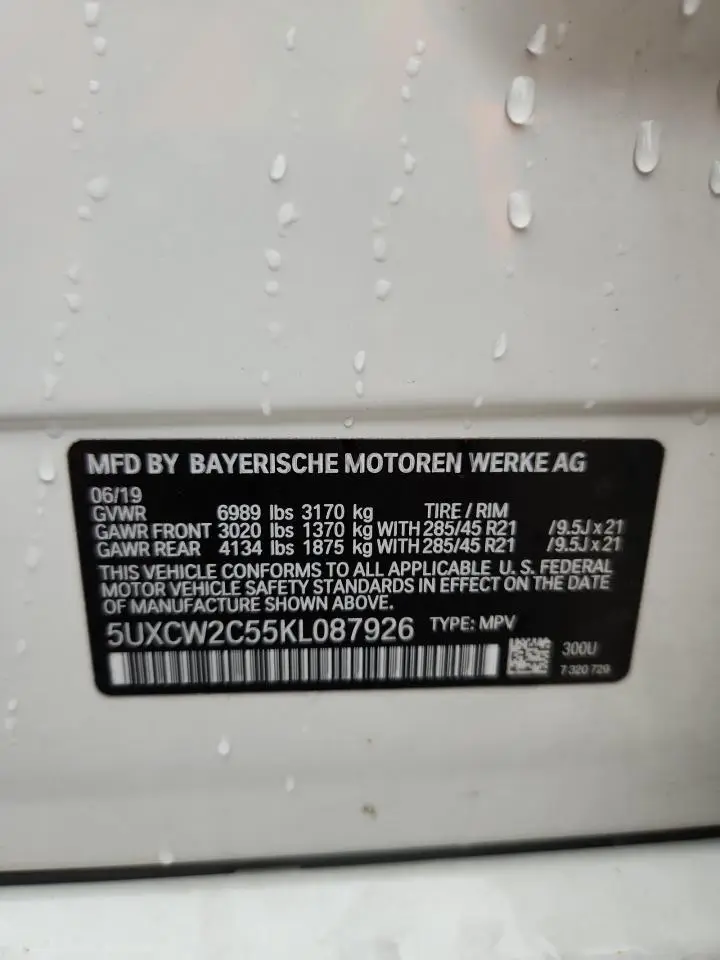 MFD BY BAYERISCHE MOTOREN WERKE AG
06/19
GVWR 6989 lbs 3170 kg TIRE / RIM
GAWR FRONT 3020 lbs 1370 kg WITH 285/45 R21 /9.5J x 21
GAWR REAR 4134 lbs 1875 kg WITH 285/45 R21 /9.5J x 21
THIS VEHICLE CONFORMS TO ALL APPLICABLE U. S. FEDERAL
MOTOR VEHICLE SAFETY STANDARDS IN EFFECT ON THE DATE
OF MANUFACTURE SHOWN ABOVE.
5UXCW2C55KL087926 TYPE: MPV
300U
7 320 729